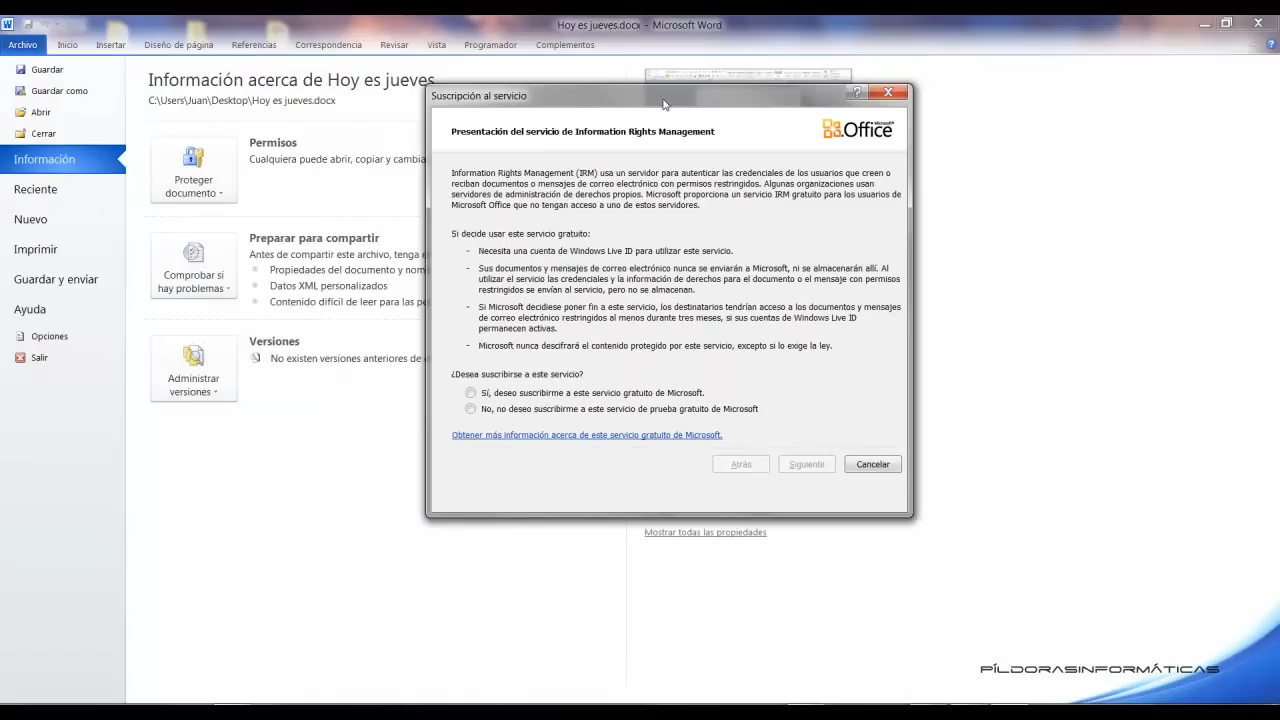 Hoy es jueves.docx - Microsoft Word
Archivo Inicio Insertar Diseño de página Referencias Correspondencia Revisar Vista Programador Complementos
Guardar
Guardar como
Abrir
Cerrar
Información
Reciente
Nuevo
Imprimir
Guardar y enviar
Ayuda
Opciones
Salir
Información acerca de Hoy es jueves
C:\Users\Juan\Desktop\Hoy es jueves.docx
Proteger
documento
Permisos
Cualquiera puede abrir, copiar y cambia
Comprobar si
hay problemas
Preparar para compartir
Antes de compartir este archivo, tenga e
Propiedades del documento y nom
Datos XML personalizados
Contenido difícil de leer para las pe
Administrar
versiones
Versiones
No existen versiones anteriores de e
Suscripción al servicio
Presentación del servicio de Information Rights Management
Microsoft
Office
Information Rights Management (IRM) usa un servidor para autenticar las credenciales de los usuarios que creen o
reciban documentos o mensajes de correo electrónico con permisos restringidos. Algunas organizaciones usan
servidores de administración de derechos propios. Microsoft proporciona un servicio IRM gratuito para los usuarios de
Microsoft Office que no tengan acceso a uno de estos servidores.
Si decide usar este servicio gratuito:
- Necesita una cuenta de Windows Live ID para utilizar este servicio.
- Sus documentos y mensajes de correo electrónico nunca se enviarán a Microsoft, ni se almacenarán allí. Al
utilizar el servicio las credenciales y la información de derechos para el documento o el mensaje con permisos
restringidos se envían al servicio, pero no se almacenan.
- Si Microsoft decidiese poner fin a este servicio, los destinatarios tendrían acceso a los documentos y mensajes
de correo electrónico restringidos al menos durante tres meses, si sus cuentas de Windows Live ID
permanecen activas.
- Microsoft nunca descifrará el contenido protegido por este servicio, excepto si lo exige la ley.
¿Desea suscribirse a este servicio?
Sí, deseo suscribirme a este servicio gratuito de Microsoft.
No, no deseo suscribirme a este servicio de prueba gratuito de Microsoft
Obtener más información acerca de este servicio gratuito de Microsoft.
Atrás Siguiente Cancelar
Mostrar todas las propiedades
PÍLDORASINFORMÁTICAS